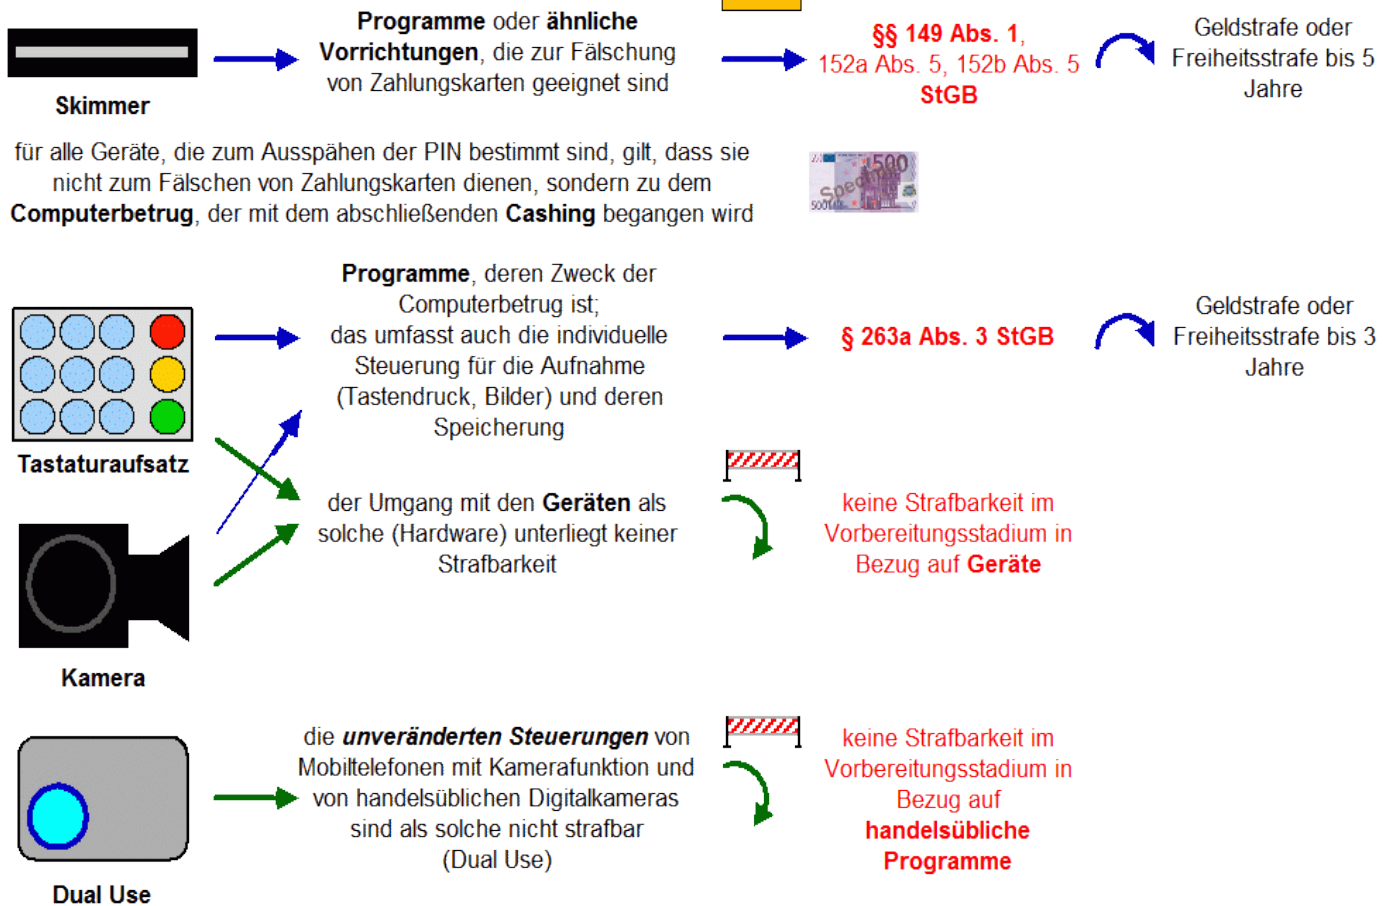 Programme oder ähnliche
Vorrichtungen, die zur Fälschung
von Zahlungskarten geeignet sind
§§ 149 Abs. 1,
152a Abs. 5, 152b Abs. 5
StGB
Geldstrafe oder
Freiheitsstrafe bis 5
Jahre
Skimmer
für alle Geräte, die zum Ausspähen der PIN bestimmt sind, gilt, dass sie
nicht zum Fälschen von Zahlungskarten dienen, sondern zu dem
Computerbetrug, der mit dem abschließenden Cashing begangen wird
500
Specimen
500
Programme, deren Zweck der
Computerbetrug ist;
das umfasst auch die individuelle
Steuerung für die Aufnahme
(Tastendruck, Bilder) und deren
Speicherung
§ 263a Abs. 3 StGB
Geldstrafe oder
Freiheitsstrafe bis 3
Jahre
Tastaturaufsatz
der Umgang mit den Geräten als
solche (Hardware) unterliegt keiner
Strafbarkeit
keine Strafbarkeit im
Vorbereitungsstadium in
Bezug auf Geräte
Kamera
die unveränderten Steuerungen von
Mobiltelefonen mit Kamerafunktion und
von handelsüblichen Digitalkameras
sind als solche nicht strafbar
(Dual Use)
keine Strafbarkeit im
Vorbereitungsstadium in
Bezug auf
handelsübliche
Programme
Dual Use